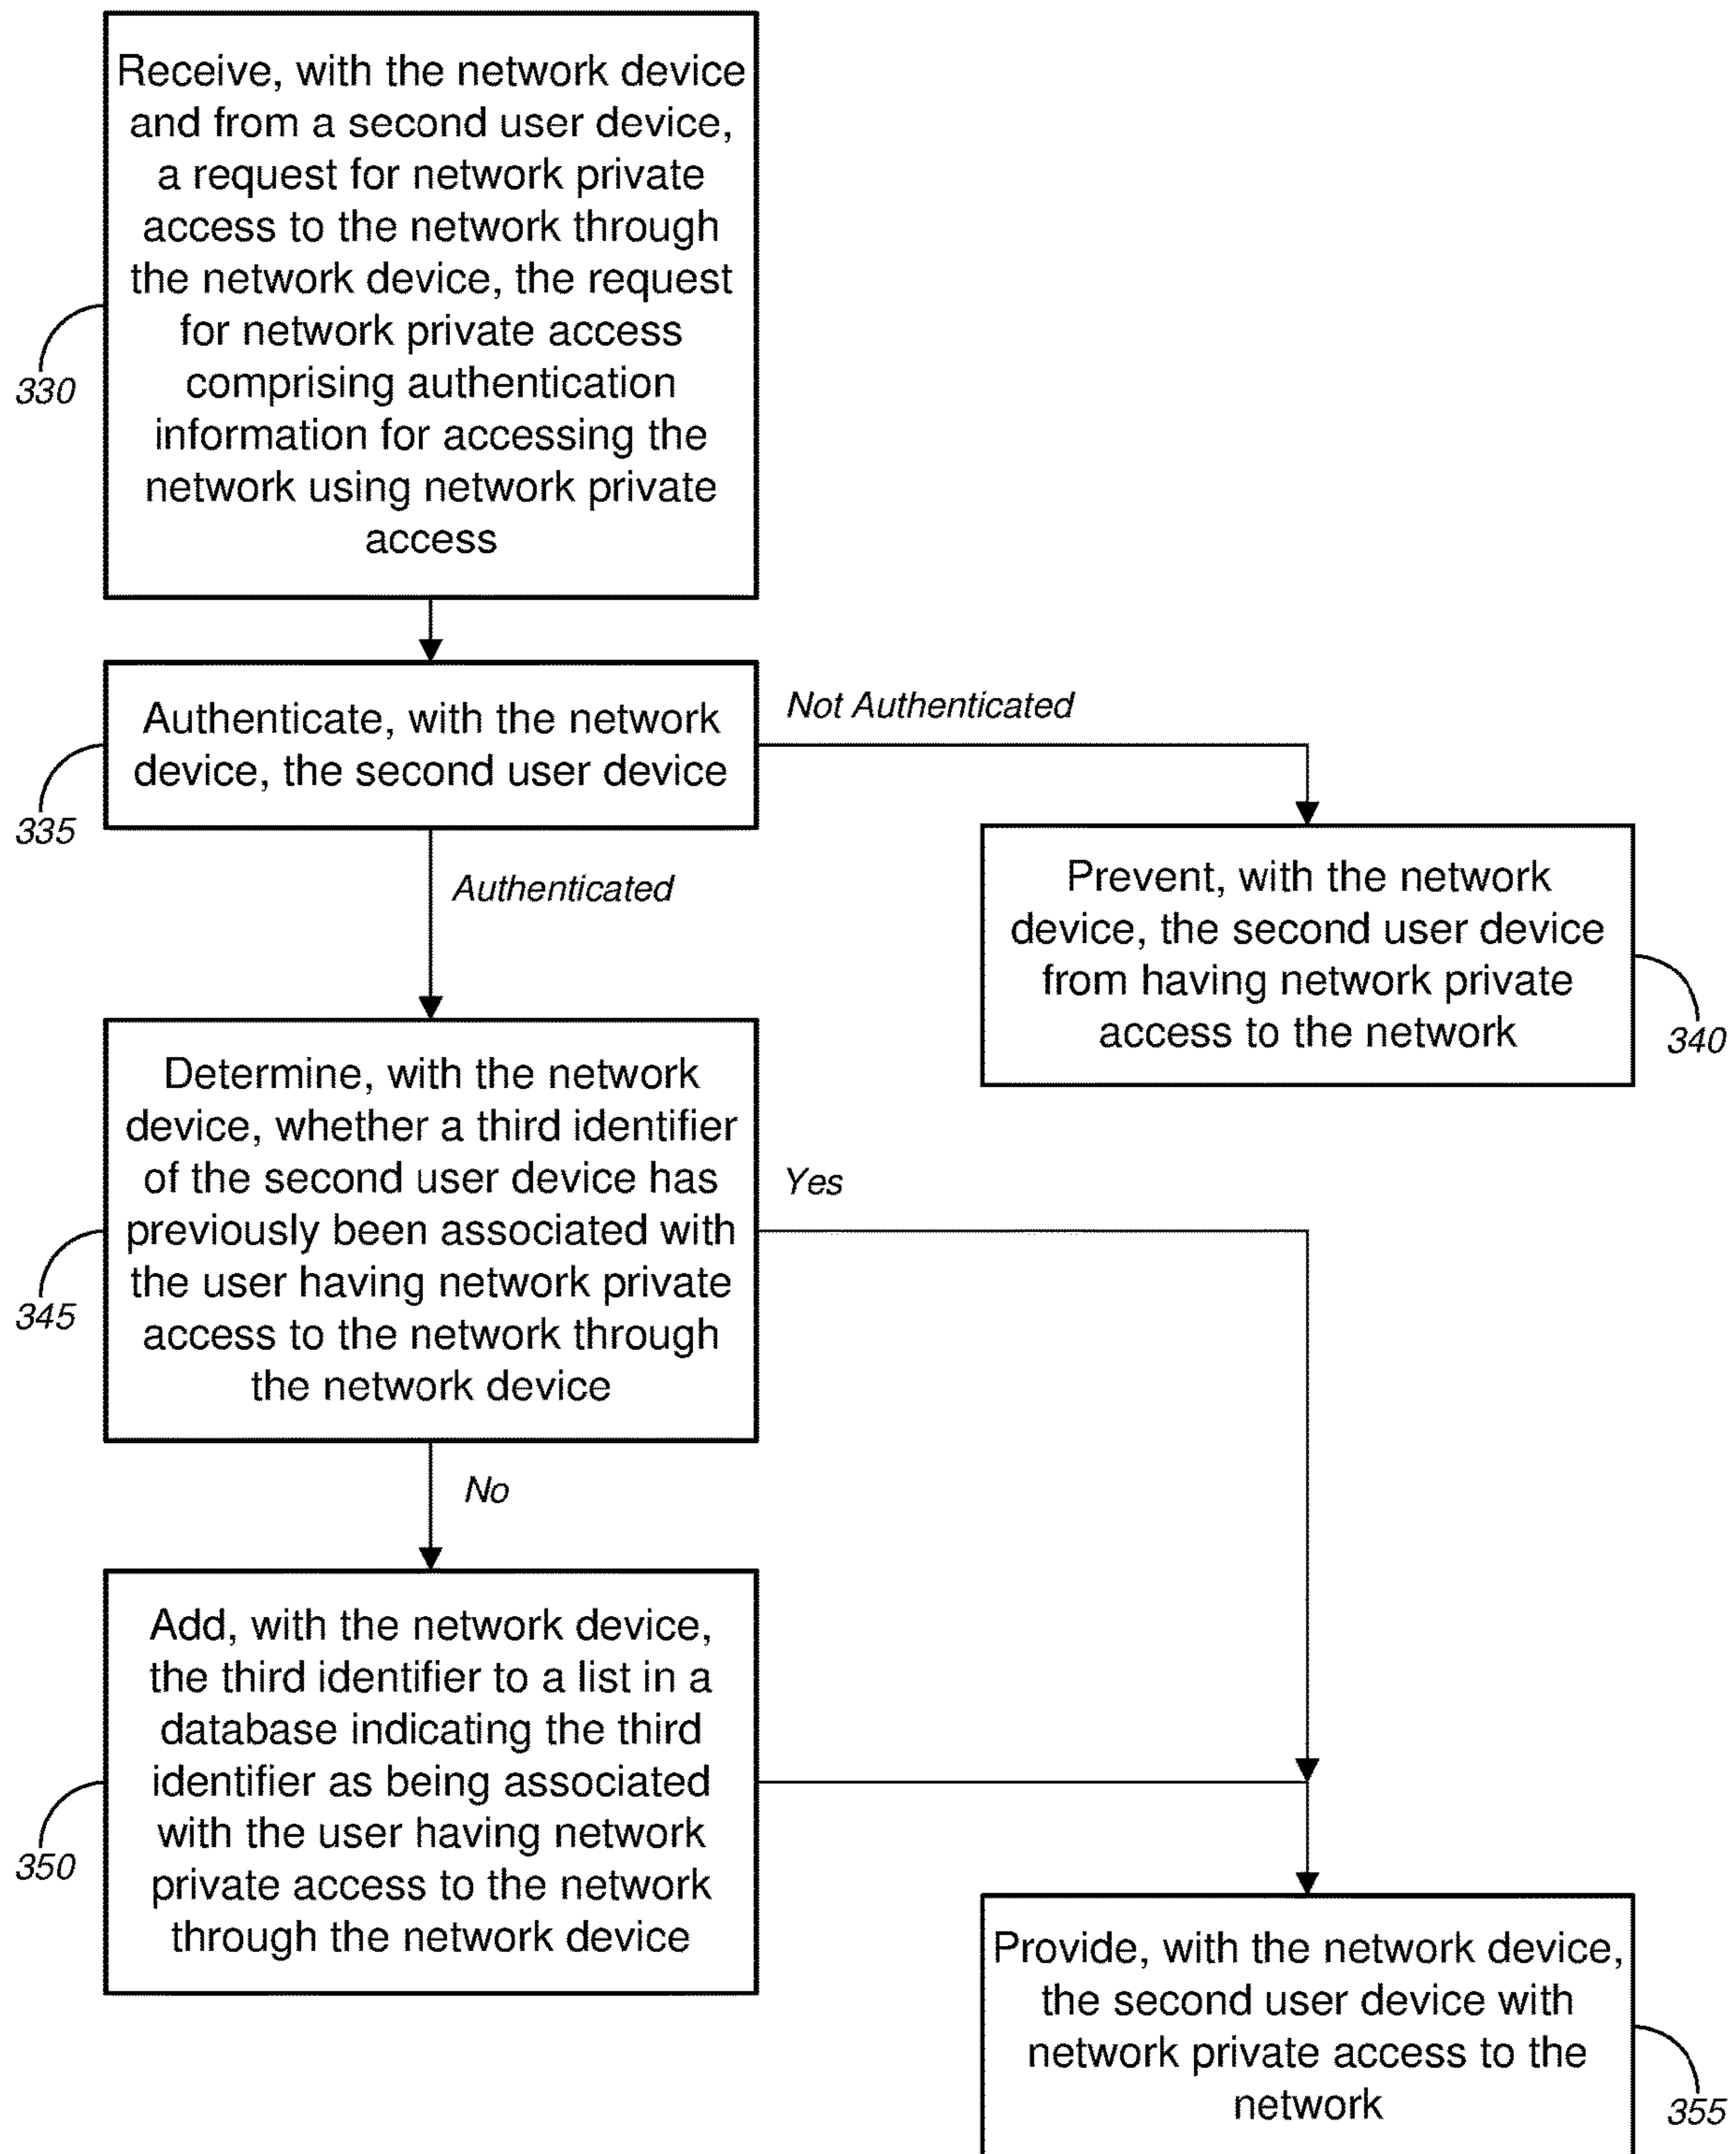 Receive, with the network device
and from a second user device,
a request for network private
access to the network through
the network device, the request
for network private access
comprising authentication
information for accessing the
network using network private
access
330
Authenticate, with the network
device, the second user device
335
Not Authenticated
Authenticated
Prevent, with the network
device, the second user device
from having network private
access to the network
340
Determine, with the network
device, whether a third identifier
of the second user device has
previously been associated with
the user having network private
access to the network through
the network device
345
Yes
No
Add, with the network device,
the third identifier to a list in a
database indicating the third
identifier as being associated
with the user having network
private access to the network
through the network device
350
Provide, with the network device,
the second user device with
network private access to the
network
355